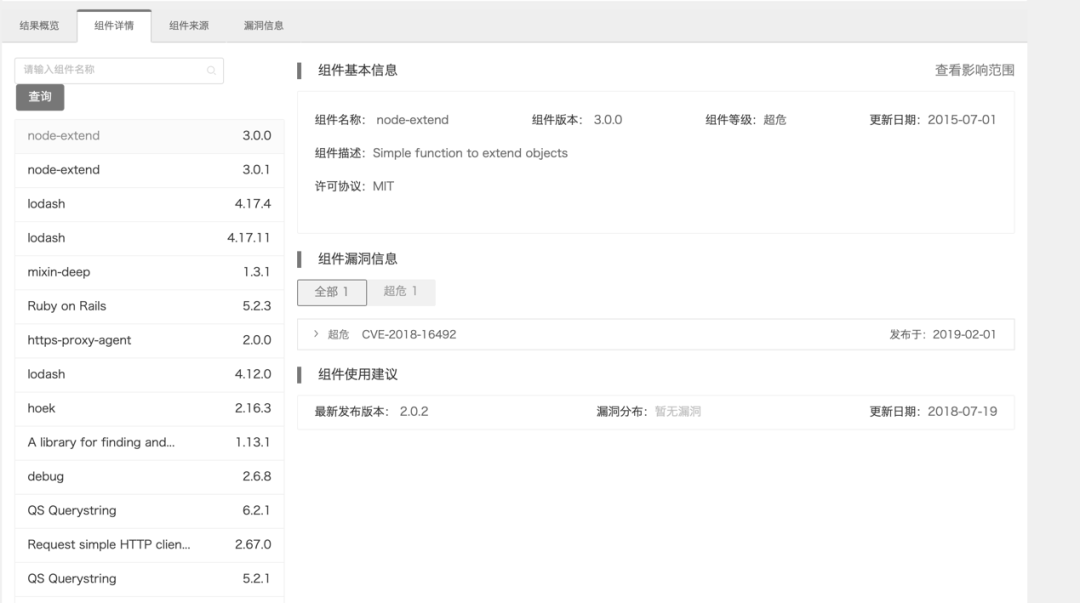 结果概览 组件详情 组件来源 漏洞信息
请输入组件名称
查询
node-extend 3.0.0
node-extend 3.0.1
lodash 4.17.4
lodash 4.17.11
mixin-deep 1.3.1
Ruby on Rails 5.2.3
https-proxy-agent 2.0.0
lodash 4.12.0
hoek 2.16.3
A library for finding and... 1.13.1
debug 2.6.8
QS Querystring 6.2.1
Request simple HTTP clien... 2.67.0
QS Querystring 5.2.1
组件基本信息 查看影响范围
组件名称: node-extend 组件版本: 3.0.0 组件等级: 超危 更新日期: 2015-07-01
组件描述: Simple function to extend objects
许可协议: MIT
组件漏洞信息
全部 1 超危 1
超危 CVE-2018-16492 发布于: 2019-02-01
组件使用建议
最新发布版本: 2.0.2 漏洞分布: 暂无漏洞 更新日期: 2018-07-19